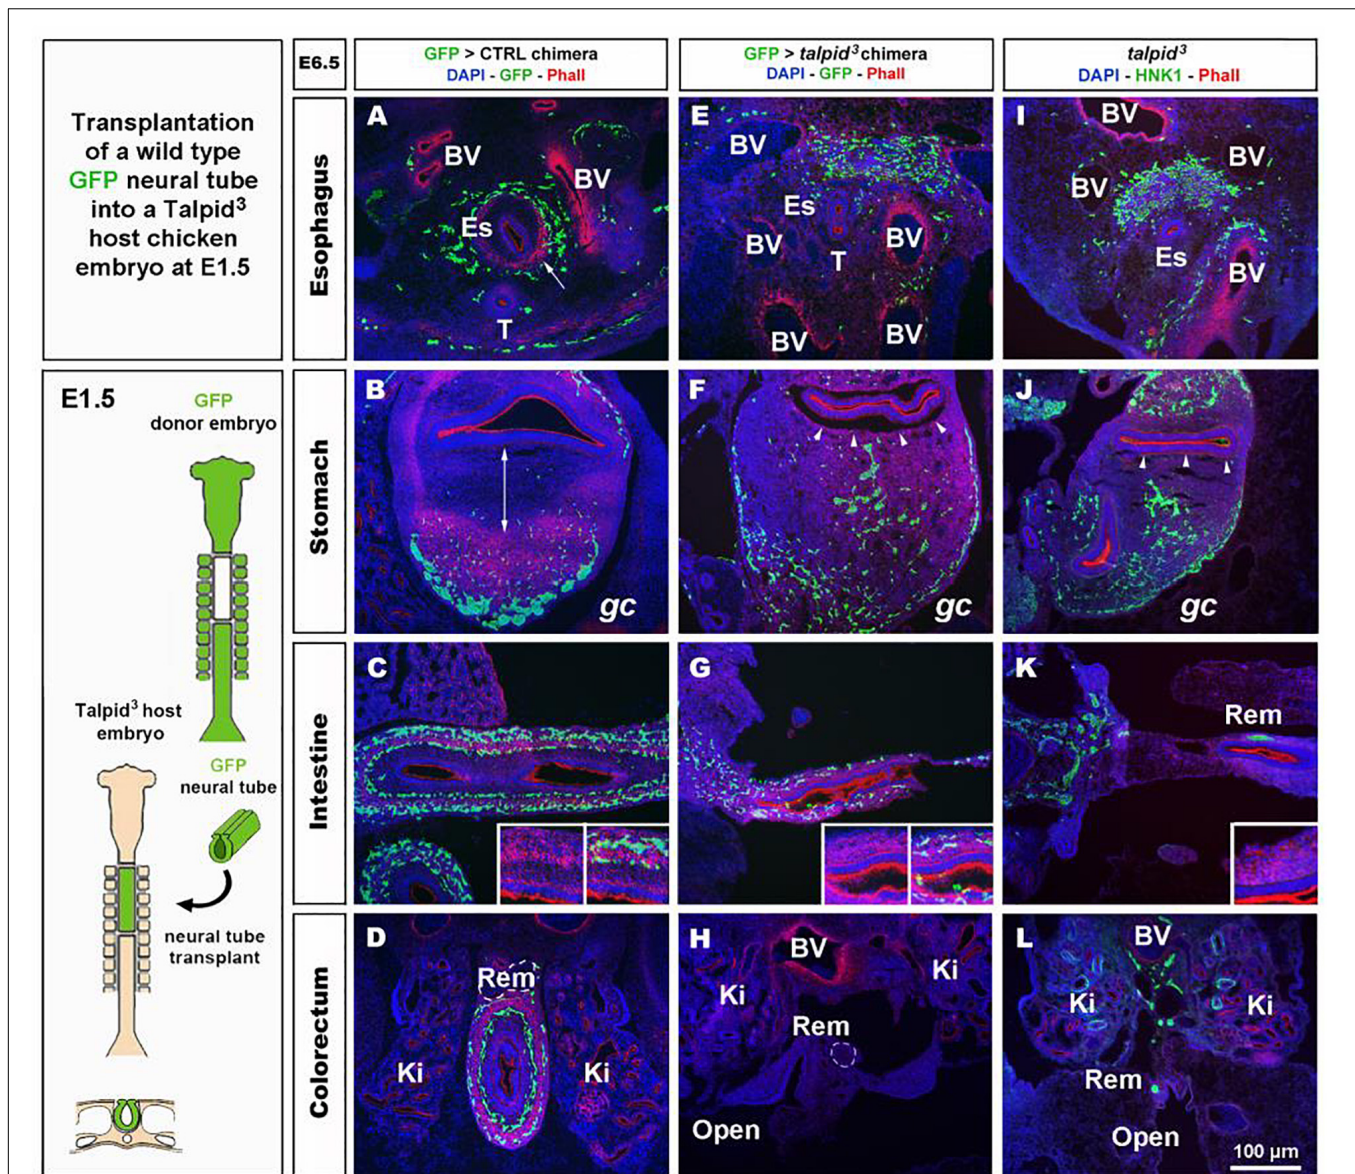 Transplantation
of a wild type
GFP neural tube
into a Talpid³
host chicken
embryo at E1.5
E6.5
GFP > CTRL chimera
DAPI - GFP - Phall
GFP > talpid³ chimera
DAPI - GFP - Phall
talpid³
DAPI - HNK1 - Phall
Esophagus
A
BV
BV
Es
T
E
BV
Es
BV
BV
T
BV
BV
I
BV
BV
BV
Es
BV
E1.5
GFP
donor embryo
Talpid³ host
embryo
GFP
neural tube
neural tube
transplant
Stomach
B
gc
F
gc
J
gc
Intestine
C
G
K
Rem
Colorectum
D
Rem
Ki
Ki
H
BV
Ki
Ki
Rem
Open
L
BV
Ki
Ki
Rem
Open
100 µm